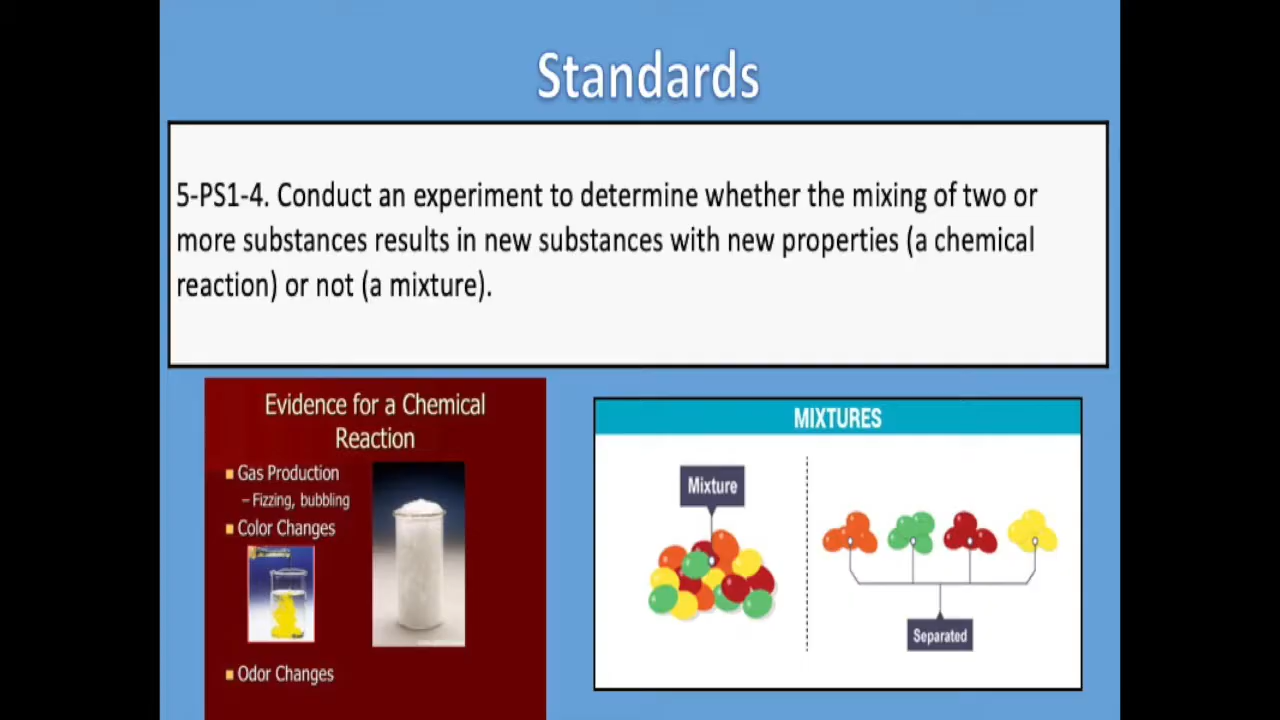 Standards
5-PS1-4. Conduct an experiment to determine whether the mixing of two or
more substances results in new substances with new properties (a chemical
reaction) or not (a mixture).
Evidence for a Chemical
Reaction
■ Gas Production
– Fizzing, bubbling
■ Color Changes
■ Odor Changes
MIXTURES
Mixture
Separated